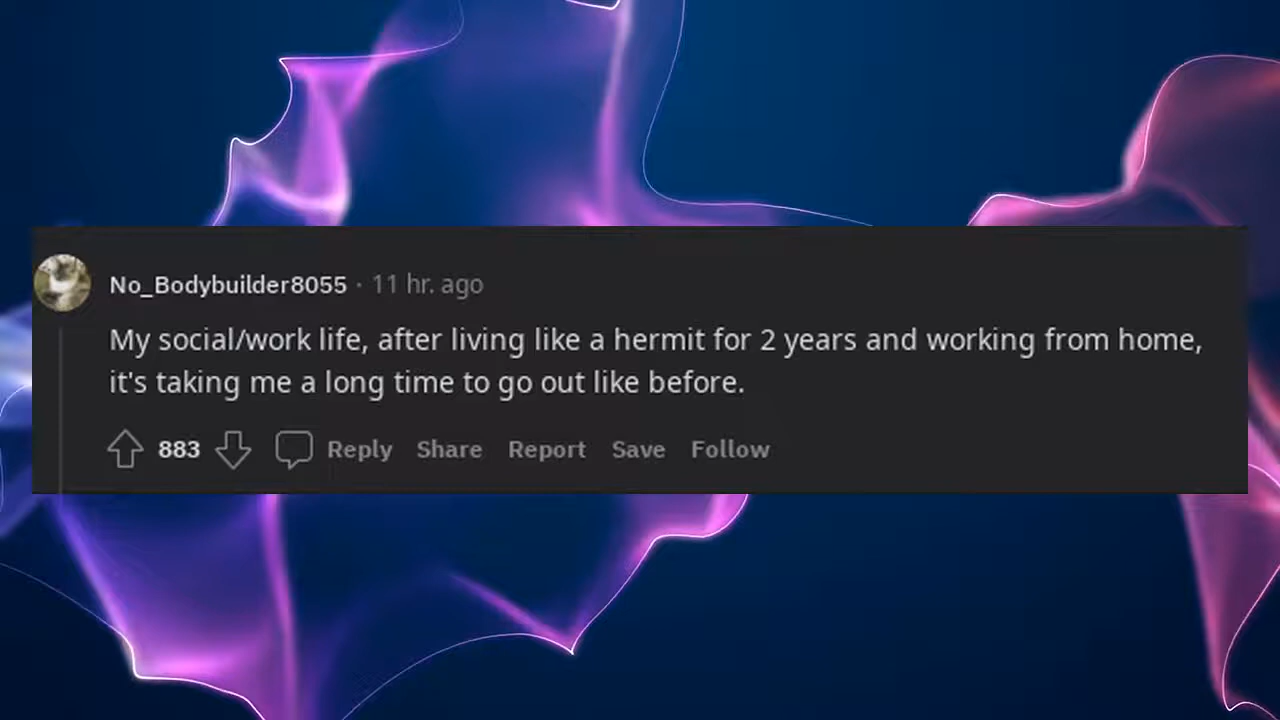 No_Bodybuilder8055 · 11 hr. ago
My social/work life, after living like a hermit for 2 years and working from home,
it's taking me a long time to go out like before.
883 Reply Share Report Save Follow